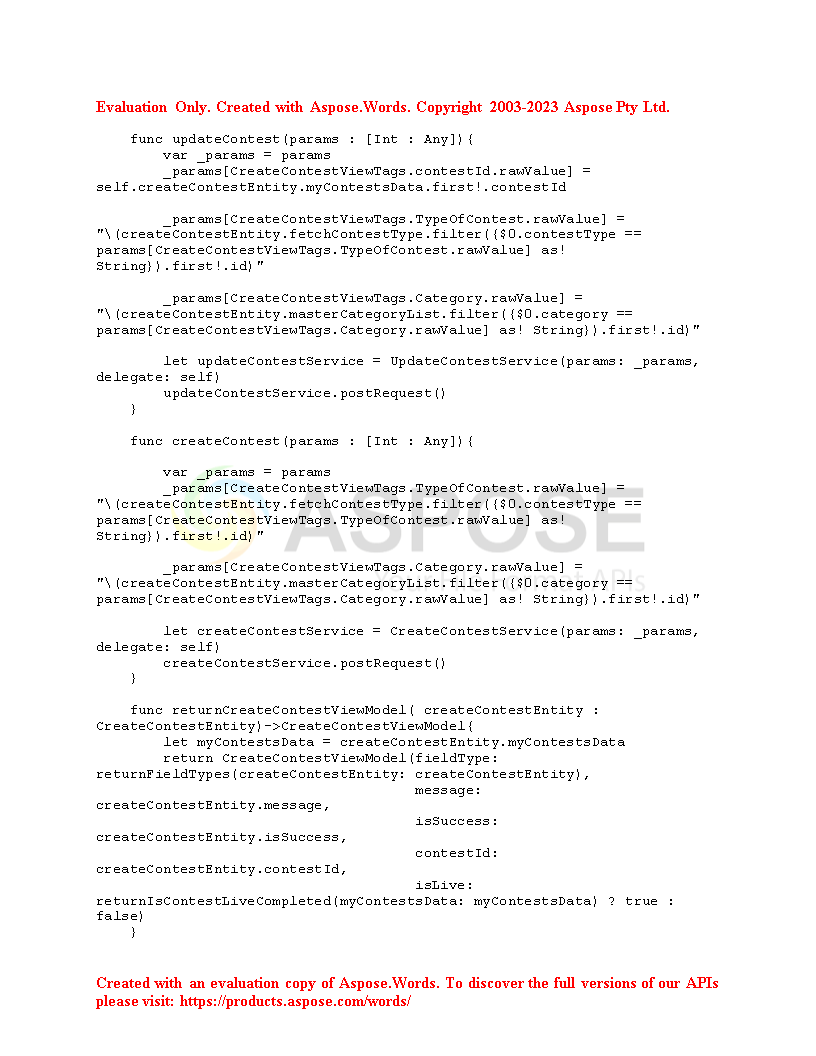 Evaluation Only. Created with Aspose.Words. Copyright 2003-2023 Aspose Pty Ltd.
func updateContest(params : [Int : Any]){
var _params = params
_params[CreateContestViewTags.contestId.rawValue] =
self.createContestEntity.myContestsData.first!.contestId
_params[CreateContestViewTags.TypeOfContest.rawValue] =
"\(createContestEntity.fetchContestType.filter({$0.contestType ==
params[CreateContestViewTags.TypeOfContest.rawValue] as!
String}).first!.id)"
_params[CreateContestViewTags.Category.rawValue] =
"\(createContestEntity.masterCategoryList.filter({$0.category ==
params[CreateContestViewTags.Category.rawValue] as! String}).first!.id)"
let updateContestService = UpdateContestService(params: _params,
delegate: self)
updateContestService.postRequest()
}
func createContest(params : [Int : Any]){
var _params = params
_params[CreateContestViewTags.TypeOfContest.rawValue] =
"\(createContestEntity.fetchContestType.filter({$0.contestType ==
params[CreateContestViewTags.TypeOfContest.rawValue] as!
String}).first!.id)"
ASPOSE
_params[CreateContestViewTags.Category.rawValue] =
"\(createContestEntity.masterCategoryList.filter({$0.category ==
params[CreateContestViewTags.Category.rawValue] as! String}).first!.id)"
APIs
let createContestService = CreateContestService(params: _params,
delegate: self)
createContestService.postRequest()
}
func returnCreateContestViewModel( createContestEntity :
CreateContestEntity)->CreateContestViewModel{
let myContestsData = createContestEntity.myContestsData
return CreateContestViewModel(fieldType:
returnFieldTypes(createContestEntity: createContestEntity),
message:
createContestEntity.message,
isSuccess:
createContestEntity.isSuccess,
contestId:
createContestEntity.contestId,
isLive:
returnIsContestLiveCompleted(myContestsData: myContestsData) ? true :
false)
}
Created with an evaluation copy of Aspose.Words. To discover the full versions of our APIs
please visit: https://products.aspose.com/words/